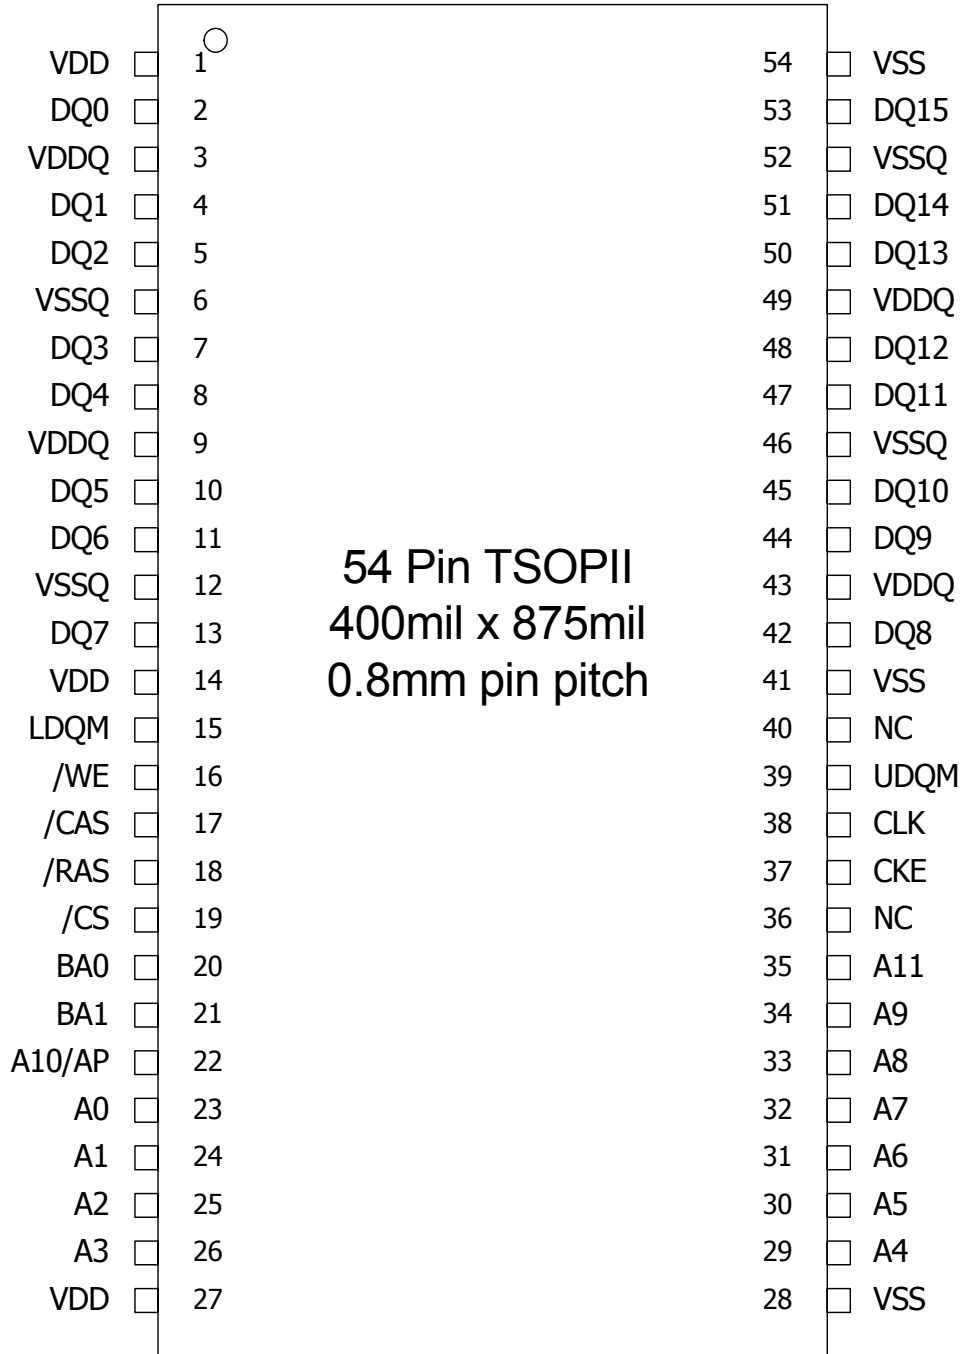 VDD 1 54 VSS
DQ0 2 53 DQ15
VDDQ 3 52 VSSQ
DQ1 4 51 DQ14
DQ2 5 50 DQ13
VSSQ 6 49 VDDQ
DQ3 7 48 DQ12
DQ4 8 47 DQ11
VDDQ 9 46 VSSQ
DQ5 10 45 DQ10
DQ6 11 44 DQ9
54 Pin TSOPII
VSSQ 12 43 VDDQ
400mil x 875mil
DQ7 13 42 DQ8
VDD 14 41 VSS
0.8mm pin pitch
LDQM 15 40 NC
/WE 16 39 UDQM
/CAS 17 38 CLK
/RAS 18 37 CKE
/CS 19 36 NC
BA0 20 35 A11
BA1 21 34 A9
A10/AP 22 33 A8
A0 23 32 A7
A1 24 31 A6
A2 25 30 A5
A3 26 29 A4
VDD 27 28 VSS